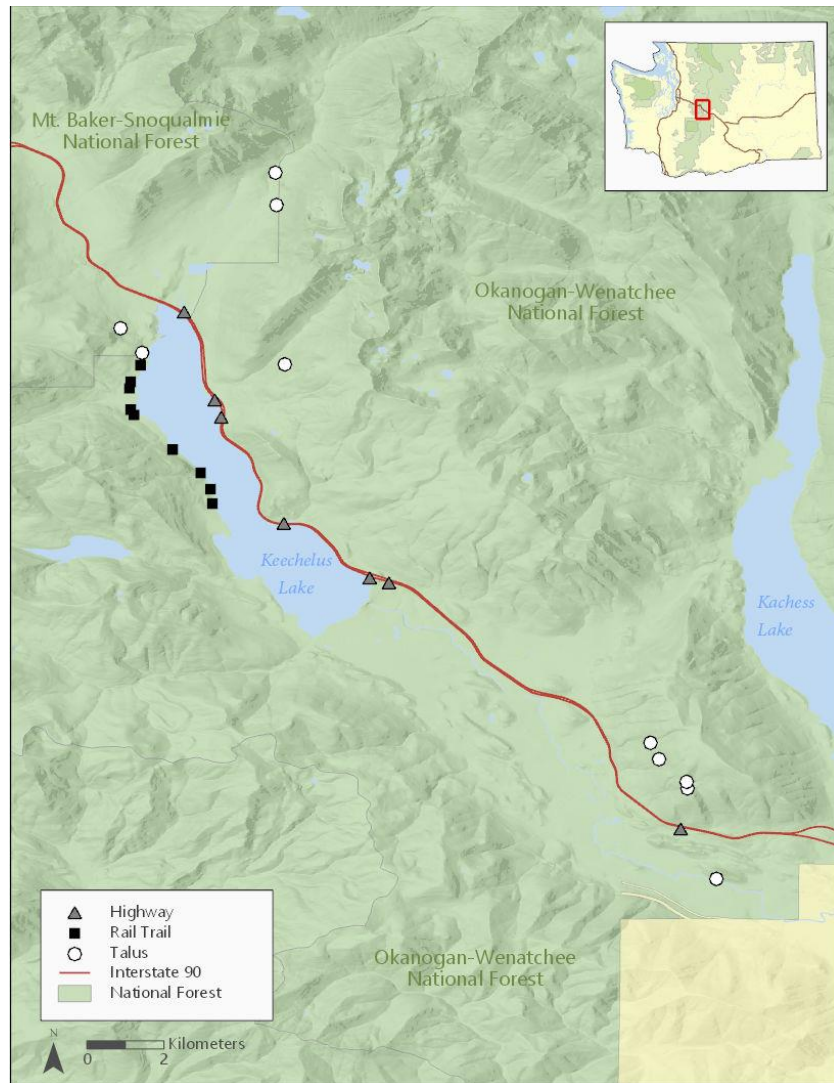 Mt. Baker-Snoqualmie
National Forest
Okanogan-Wenatchee
National Forest
Keechelus
Lake
Kachess
Lake
Okanogan-Wenatchee
National Forest
Highway
Rail Trail
Talus
Interstate 90
National Forest
N
Kilometers
0 2